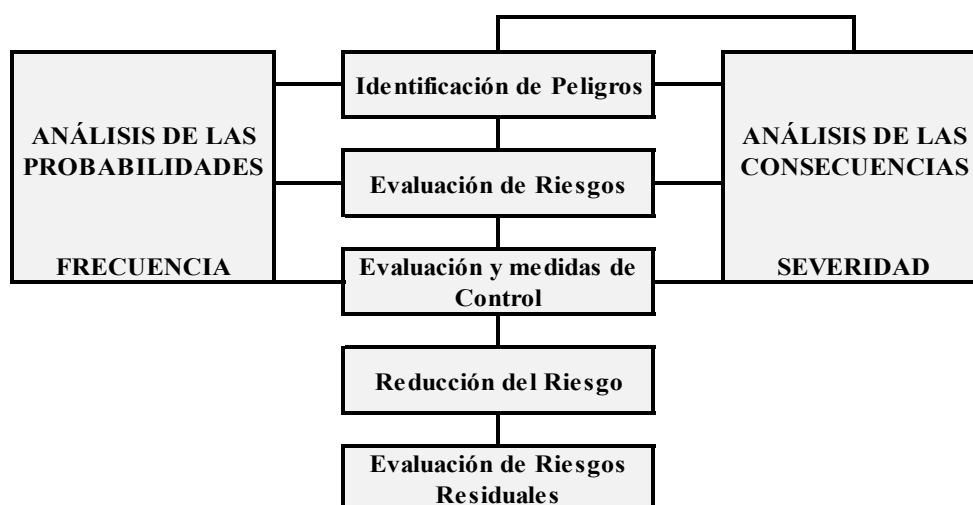 Identificación de Peligros
ANÁLISIS DE LAS
PROBABILIDADES
FRECUENCIA
ANÁLISIS DE LAS
CONSECUENCIAS
SEVERIDAD
Evaluación de Riesgos
Evaluación y medidas de
Control
Reducción del Riesgo
Evaluación de Riesgos
Residuales